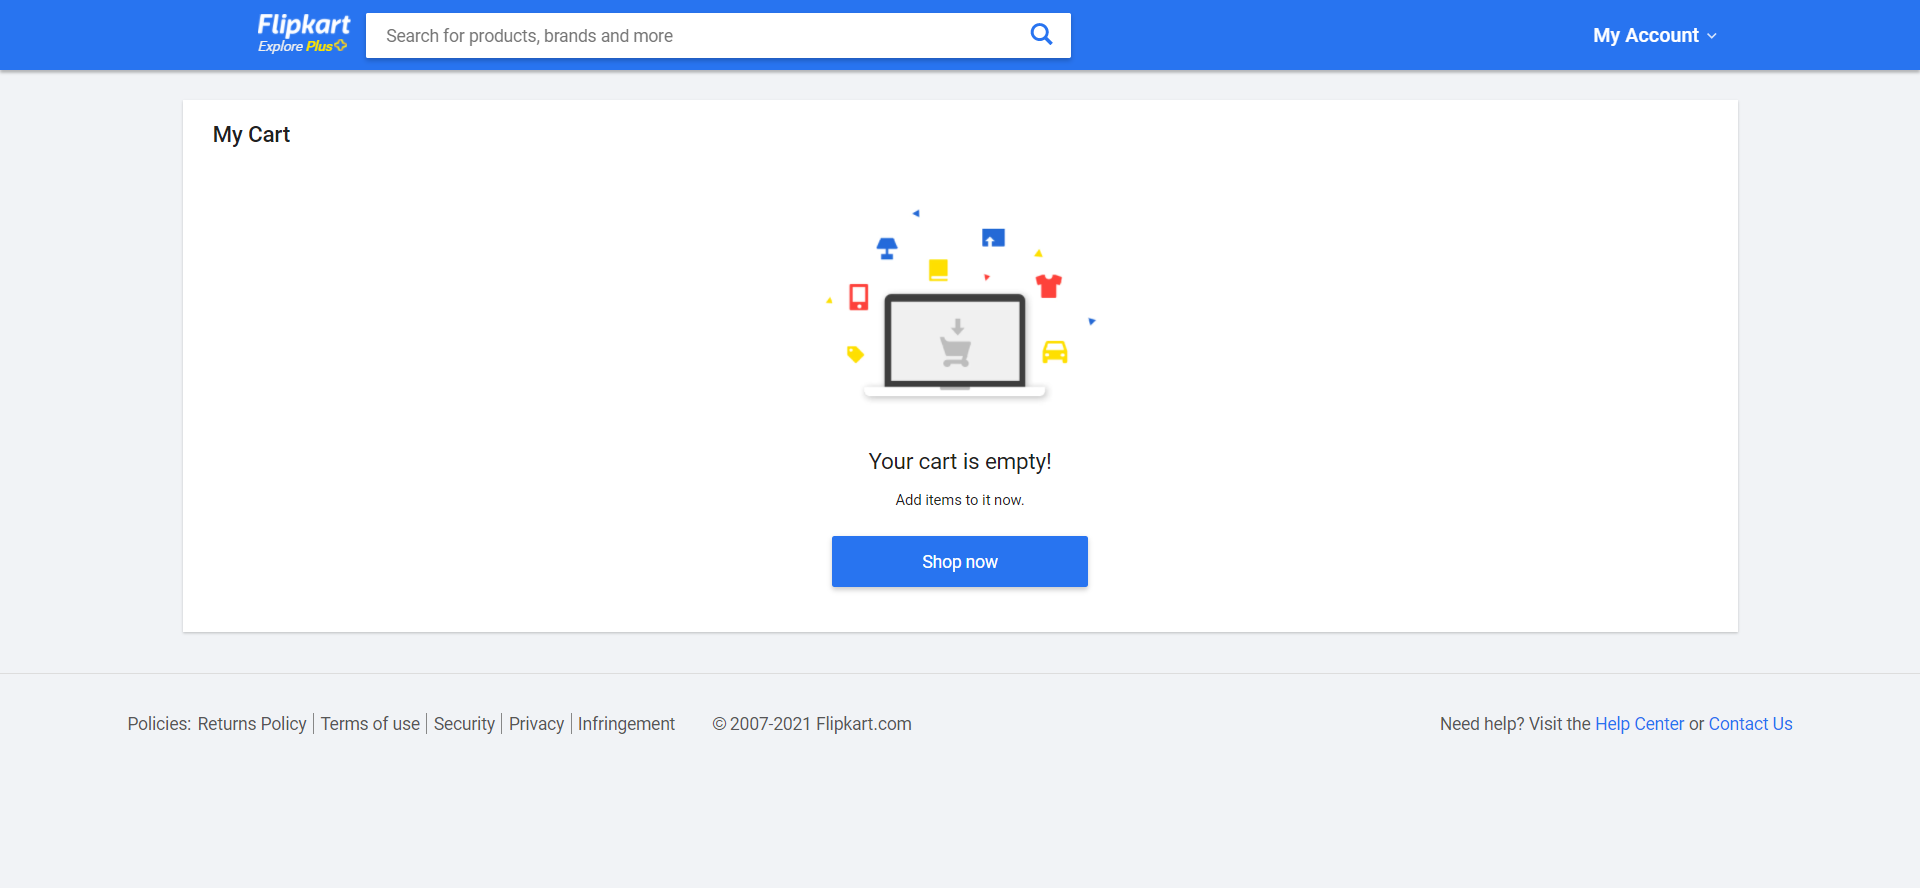 Flipkart
Explore Plus
Search for products, brands and more
My Account
My Cart
Your cart is empty!
Add items to it now.
Shop now
Policies: Returns Policy | Terms of use | Security | Privacy | Infringement © 2007-2021 Flipkart.com
Need help? Visit the Help Center or Contact Us